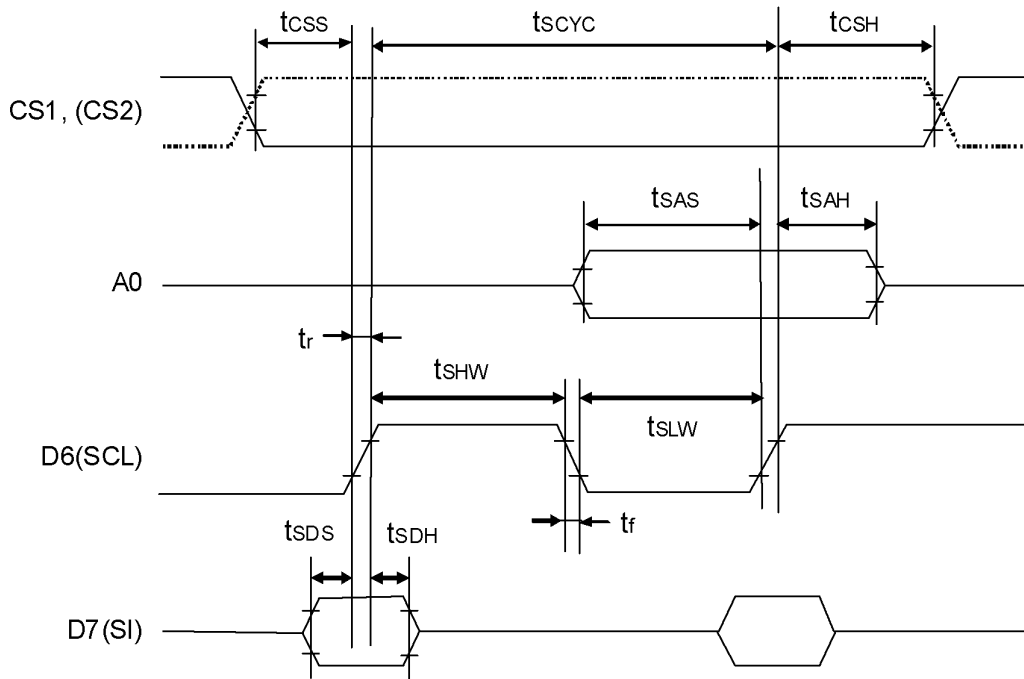 tCSS
tSCYC
tCSH
CS1, (CS2)
tSAS
tSAH
A0
tr
tSHW
tSLW
D6(SCL)
tSDS
tSDH
tf
D7(SI)